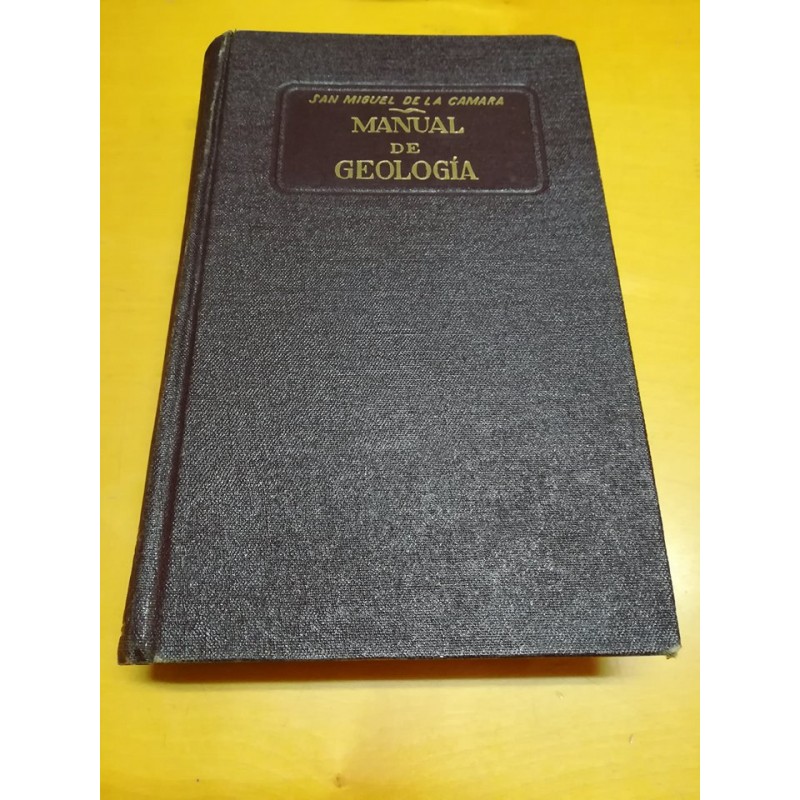 SAN MIGUEL DE LA CAMARA
MANUAL
DE
GEOLOGÍA